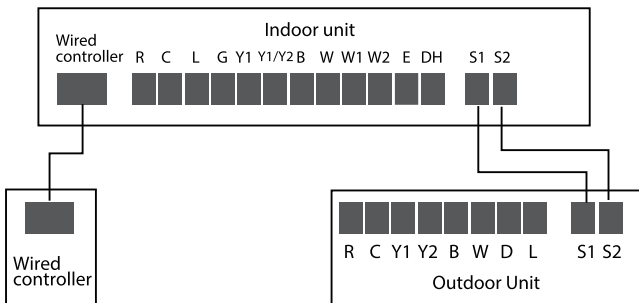 Indoor unit
Wired
controller
R C L G Y1 Y1/Y2 B W W1 W2 E DH S1 S2
R C Y1 Y2 B W D L S1 S2
Wired
controller
Outdoor Unit